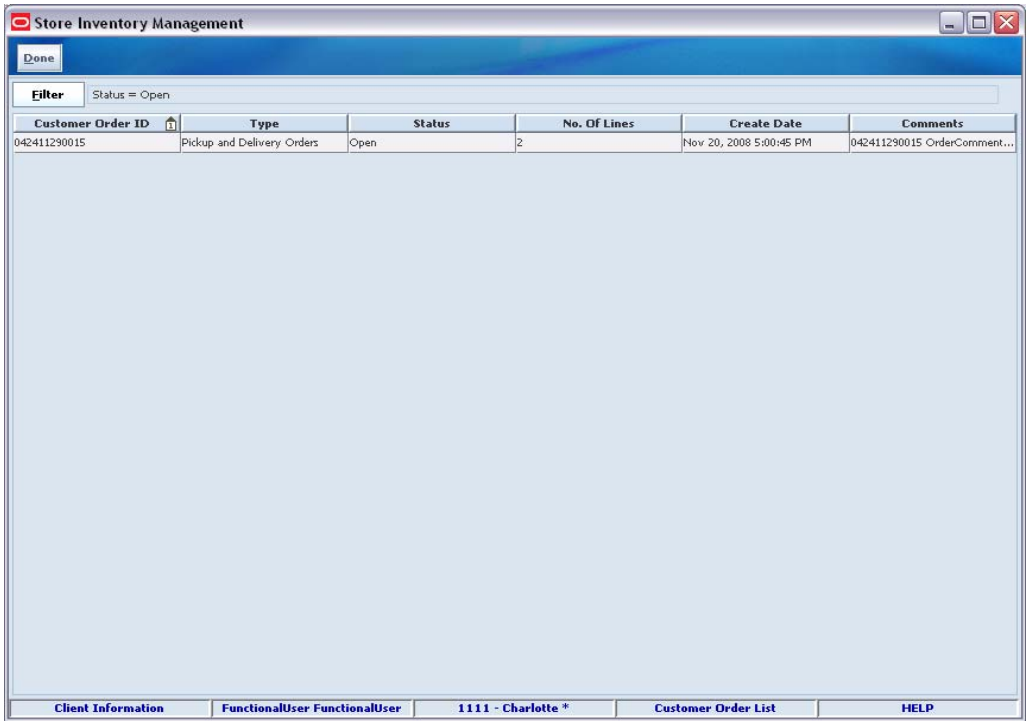 Store Inventory Management
Done
Filter Status = Open
Customer Order ID 1 Type Status No. Of Lines Create Date Comments
042411290015 Pickup and Delivery Orders Open 2 Nov 20, 2008 5:00:45 PM 042411290015 OrderComment...
Client Information FunctionalUser FunctionalUser 1111 - Charlotte * Customer Order List HELP